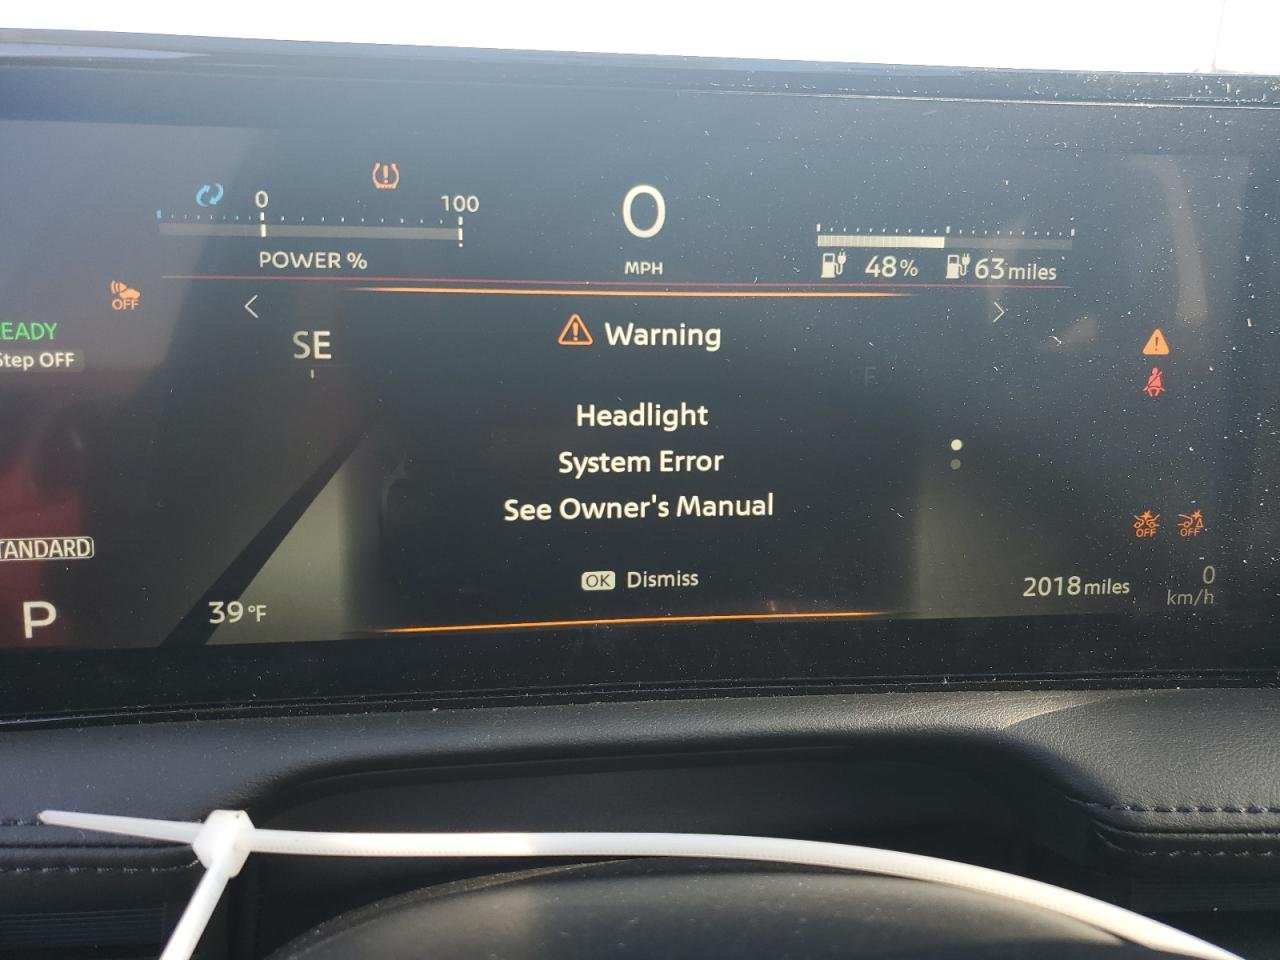 0
100
0
POWER %
MPH
48%
63 miles
OFF
EADY
Step OFF
SE
Warning
Headlight
System Error
See Owner's Manual
OK Dismiss
OFF
OFF
TANDARD
P
39°F
2018 miles
0
km/h